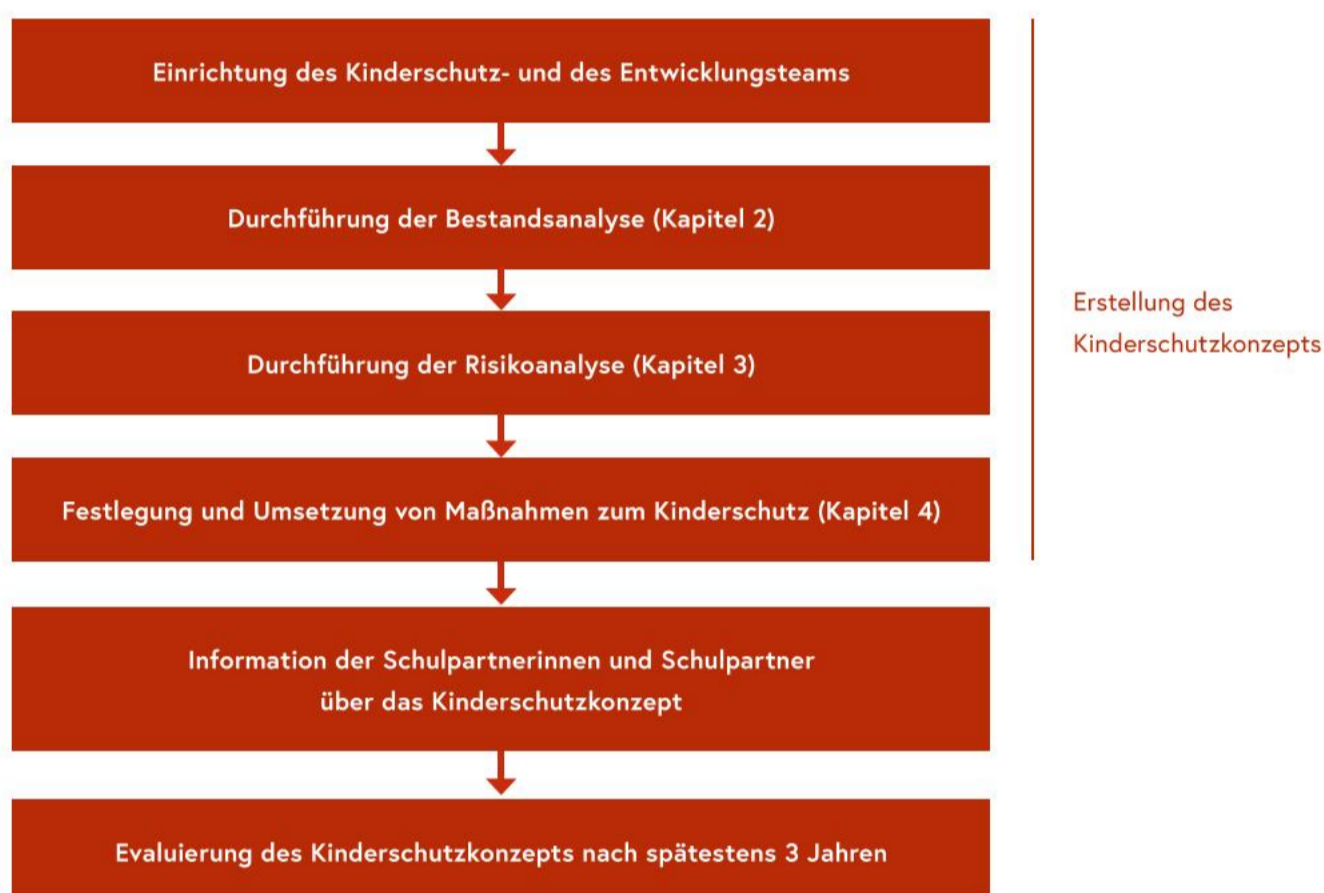 Einrichtung des Kinderschutz- und des Entwicklungsteams
Durchführung der Bestandsanalyse (Kapitel 2)
Durchführung der Risikoanalyse (Kapitel 3)
Festlegung und Umsetzung von Maßnahmen zum Kinderschutz (Kapitel 4)
Erstellung des
Kinderschutzkonzepts
Information der Schulpartnerinnen und Schulpartner
über das Kinderschutzkonzept
Evaluierung des Kinderschutzkonzepts nach spätestens 3 Jahren